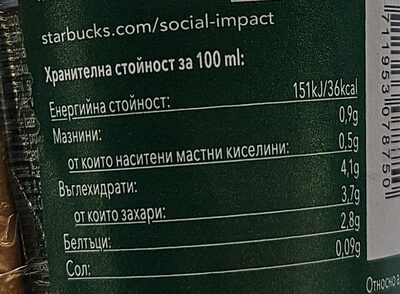 starbucks.com/social-impact
Хранителна стойност за 100 ml:
Енергийна стойност: 151kJ/36kcal
Мазнини: 0,9g
от които наситени мастни киселини: 0.5g
Въглехидрати: 4,1g
от които захари: 3,7g
Белтъци: 2,8g
Сол: 0,09g
711953 078750
Относно